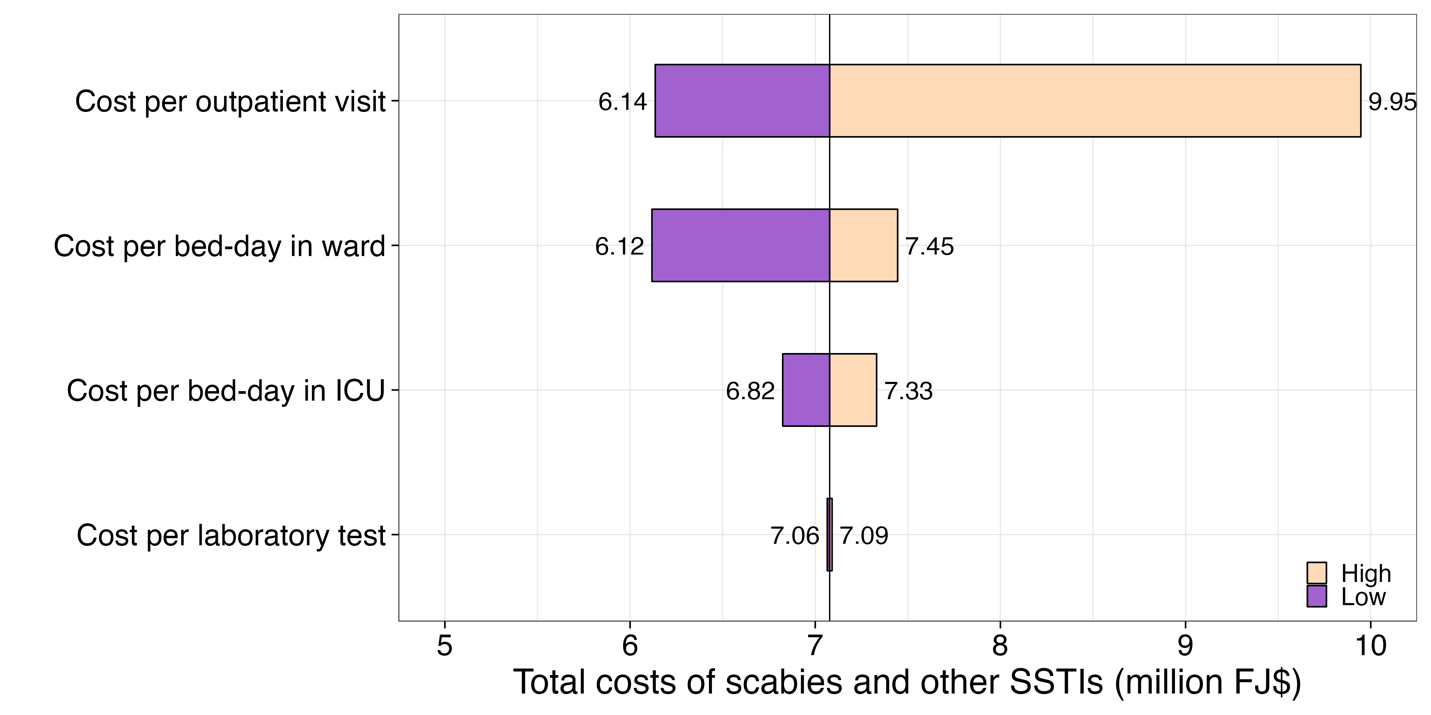 Cost per outpatient visit
6.14
9.95
Cost per bed-day in ward
6.12
7.45
Cost per bed-day in ICU
6.82
7.33
Cost per laboratory test
7.06
7.09
High
Low
5 6 7 8 9 10
Total costs of scabies and other SSTIs (million FJ$)